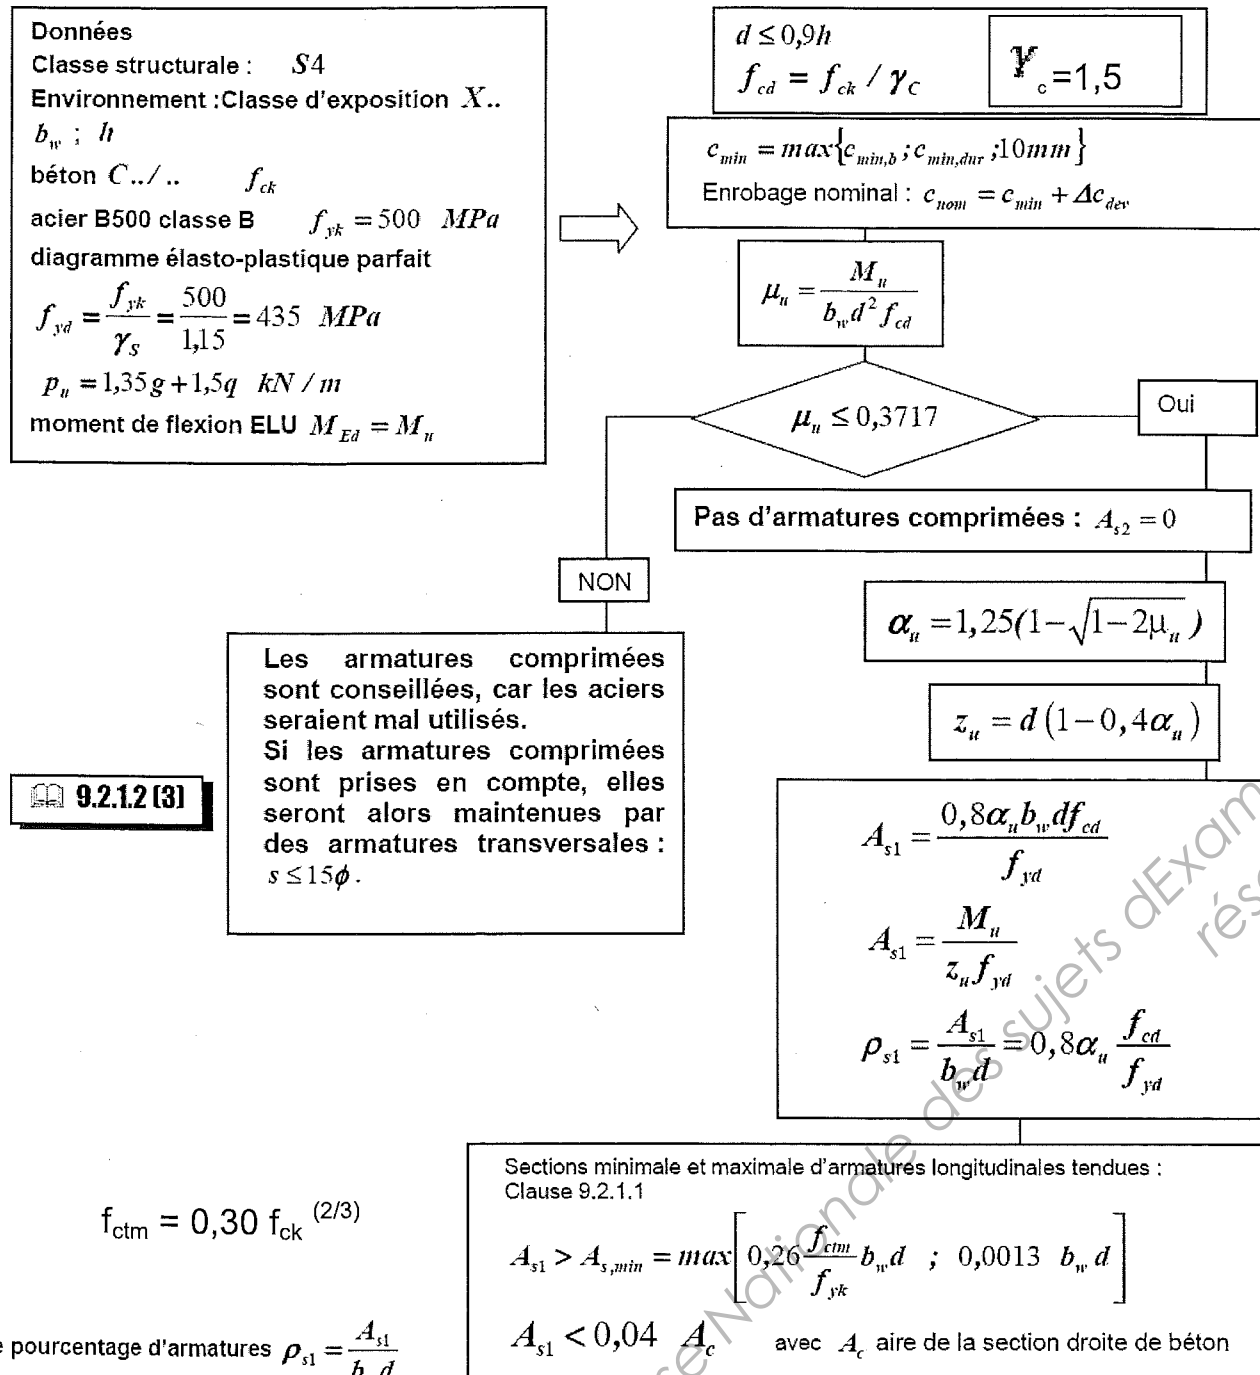 Données
Classe structurale : S4
Environnement :Classe d'exposition X..
b_w ; h
béton C../.. f_ck
acier B500 classe B f_yk = 500 MPa
diagramme élasto-plastique parfait
f_yd = f_yk / γ_S = 500 / 1,15 = 435 MPa
p_u = 1,35g + 1,5q kN / m
moment de flexion ELU M_Ed = M_u
d ≤ 0,9h
f_cd = f_ck / γ_C
γ_c =1,5
c_min = max{c_min,b ; c_min,dur ; 10mm}
Enrobage nominal : c_nom = c_min + Δc_dev
μ_u = M_u / b_w d² f_cd
μ_u ≤ 0,3717
Oui
Pas d'armatures comprimées : A_s2 = 0
NON
α_u = 1,25(1−√1−2μ_u )
z_u = d (1−0,4α_u)
Les armatures comprimées
sont conseillées, car les aciers
seraient mal utilisés.
Si les armatures comprimées
sont prises en compte, elles
seront alors maintenues par
des armatures transversales :
s ≤ 15φ.
9.2.1.2 (3)
A_s1 = 0,8α_u b_w d f_cd / f_yd
A_s1 = M_u / z_u f_yd
ρ_s1 = A_s1 / b_w d = 0,8α_u f_cd / f_yd
f_ctm = 0,30 f_ck (2/3)
Sections minimale et maximale d'armatures longitudinales tendues :
Clause 9.2.1.1
A_s1 > A_s,min = max[0,26 f_ctm / f_yk b_w d ; 0,0013 b_w d]
A_s1 < 0,04 A_c avec A_c aire de la section droite de béton
e pourcentage d'armatures ρ_s1 = A_s1 / b_w d
se Nationale des sujets d'Exam
rése